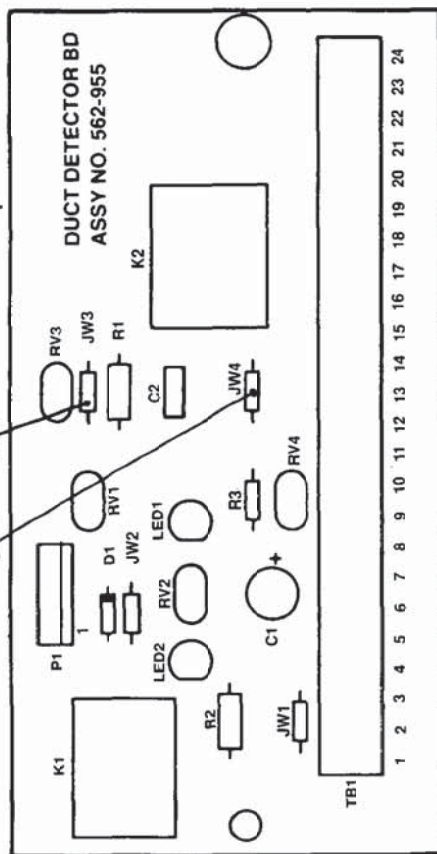 DUCT DETECTOR BD
ASSY NO. 562-955
K1
P1
1
D1
JW2
RV1
RV3
JW3
R1
K2
LED2
RV2
LED1
C2
R2
R3
JW4
JW1
C1
+
RV4
TB1
1 2 3 4 5 6 7 8 9 10 11 12 13 14 15 16 17 18 19 20 21 22 23 24